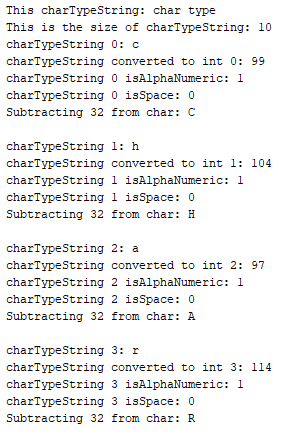 This charTypeString: char type
This is the size of charTypeString: 10
charTypeString 0: c
charTypeString converted to int 0: 99
charTypeString 0 isAlphaNumeric: 1
charTypeString 0 isSpace: 0
Subtracting 32 from char: C

charTypeString 1: h
charTypeString converted to int 1: 104
charTypeString 1 isAlphaNumeric: 1
charTypeString 1 isSpace: 0
Subtracting 32 from char: H

charTypeString 2: a
charTypeString converted to int 2: 97
charTypeString 2 isAlphaNumeric: 1
charTypeString 2 isSpace: 0
Subtracting 32 from char: A

charTypeString 3: r
charTypeString converted to int 3: 114
charTypeString 3 isAlphaNumeric: 1
charTypeString 3 isSpace: 0
Subtracting 32 from char: R